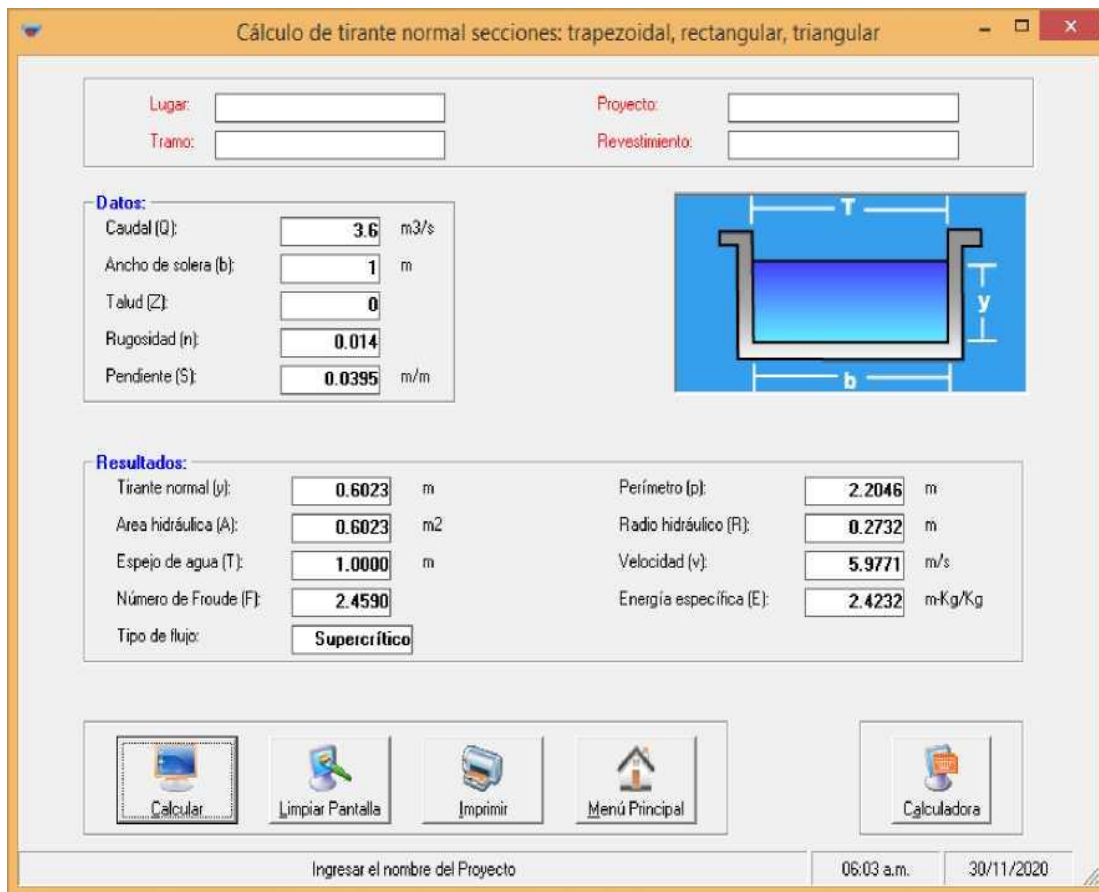 Cálculo de tirante normal secciones: trapezoidal, rectangular, triangular
Lugar:
Proyecto:
Tramo:
Revestimiento:
Datos:
Caudal (Q): 3.6 m3/s
Ancho de solera (b): 1 m
Talud (Z): 0
Rugosidad (n): 0.014
Pendiente (S): 0.0395 m/m
T
y
b
Resultados:
Tirante normal (y): 0.6023 m
Perímetro (p): 2.2046 m
Area hidráulica (A): 0.6023 m2
Radio hidráulico (R): 0.2732 m
Espejo de agua (T): 1.0000 m
Velocidad (v): 5.9771 m/s
Número de Froude (F): 2.4590
Energía específica (E): 2.4232 m-Kg/Kg
Tipo de flujo: Supercrítico
Calcular
Limpiar Pantalla
Imprimir
Menú Principal
Calculadora
Ingresar el nombre del Proyecto
06:03 a.m.
30/11/2020